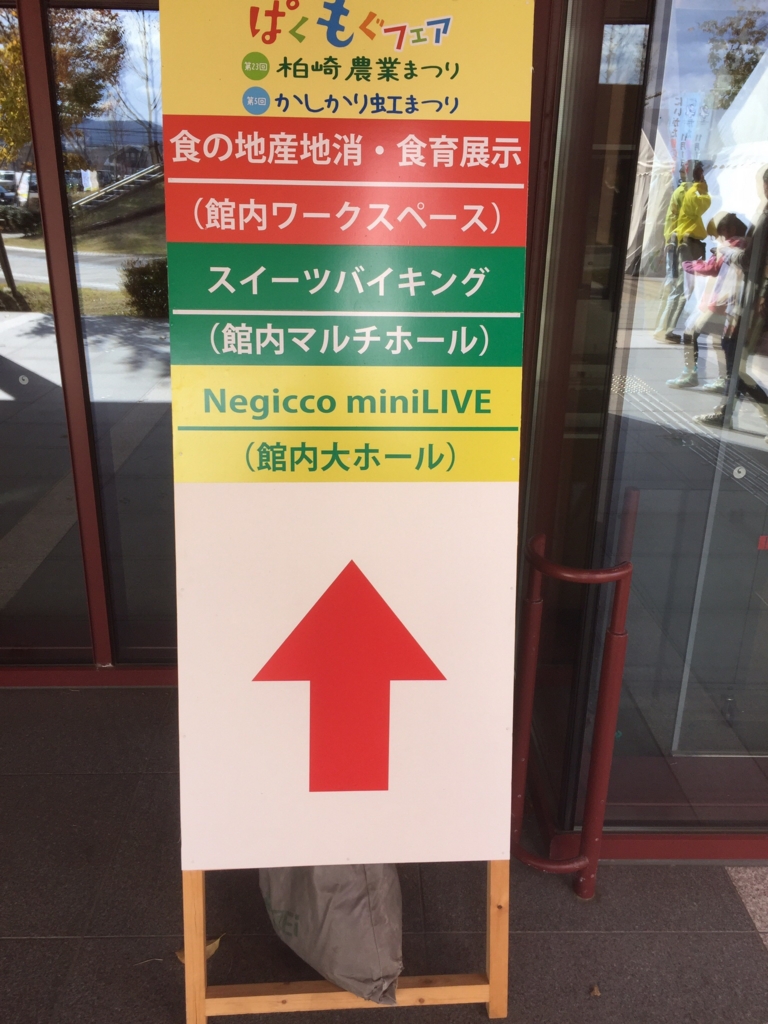 ぱくもぐフェア
第23回 柏崎農業まつり
第5回 かしかり虹まつり
食の地産地消・食育展示
（館内ワークスペース）
スイーツバイキング
（館内マルチホール）
Negicco miniLIVE
（館内大ホール）